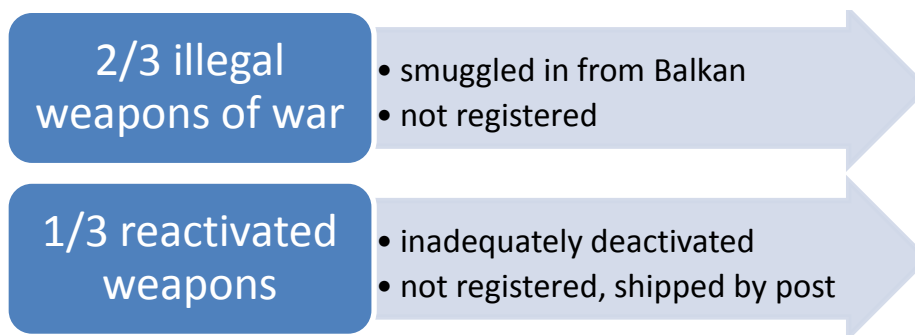 2/3 illegal
weapons of war
• smuggled in from Balkan
• not registered
1/3 reactivated
weapons
• inadequately deactivated
• not registered, shipped by post